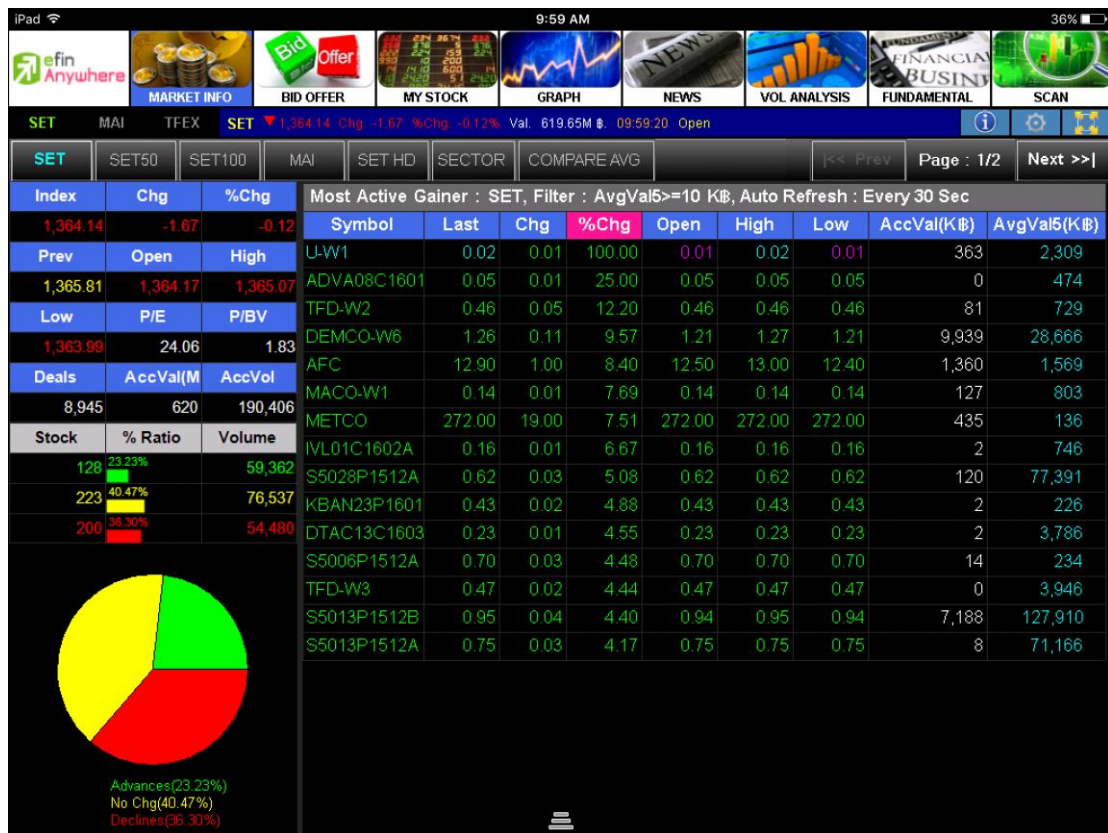 iPad 9:59 AM 36%
efin Anywhere
MARKET INFO BID OFFER MY STOCK GRAPH NEWS VOL ANALYSIS FUNDAMENTAL SCAN
Bid Offer NEWS FINANCIAL
SET MAI TFEX SET ▼1,364.14 Chg. -1.67 %Chg. -0.12% Val. 619.65M ฿. 09:59:20 Open
SET SET50 SET100 MAI SET HD SECTOR COMPARE AVG |<< Prev Page : 1/2 Next >>|
Most Active Gainer : SET, Filter : AvgVal5>=10 K฿, Auto Refresh : Every 30 Sec
Index Chg %Chg
1,364.14 -1.67 -0.12
Prev Open High
1,365.81 1,364.17 1,365.07
Low P/E P/BV
1,363.99 24.06 1.83
Deals AccVal(M AccVol
8,945 620 190,406
Stock % Ratio Volume
128 23.23% 59,362
223 40.47% 76,537
200 36.30% 54,480
Advances(23.23%)
No Chg(40.47%)
Declines(36.30%)
Symbol Last Chg %Chg Open High Low AccVal(K฿) AvgVal5(K฿)
U-W1 0.02 0.01 100.00 0.01 0.02 0.01 363 2,309
ADVA08C1601 0.05 0.01 25.00 0.05 0.05 0.05 0 474
TFD-W2 0.46 0.05 12.20 0.46 0.46 0.46 81 729
DEMCO-W6 1.26 0.11 9.57 1.21 1.27 1.21 9,939 28,666
AFC 12.90 1.00 8.40 12.50 13.00 12.40 1,360 1,569
MACO-W1 0.14 0.01 7.69 0.14 0.14 0.14 127 803
METCO 272.00 19.00 7.51 272.00 272.00 272.00 435 136
IVL01C1602A 0.16 0.01 6.67 0.16 0.16 0.16 2 746
S5028P1512A 0.62 0.03 5.08 0.62 0.62 0.62 120 77,391
KBAN23P1601 0.43 0.02 4.88 0.43 0.43 0.43 2 226
DTAC13C1603 0.23 0.01 4.55 0.23 0.23 0.23 2 3,786
S5006P1512A 0.70 0.03 4.48 0.70 0.70 0.70 14 234
TFD-W3 0.47 0.02 4.44 0.47 0.47 0.47 0 3,946
S5013P1512B 0.95 0.04 4.40 0.94 0.95 0.94 7,188 127,910
S5013P1512A 0.75 0.03 4.17 0.75 0.75 0.75 8 71,166